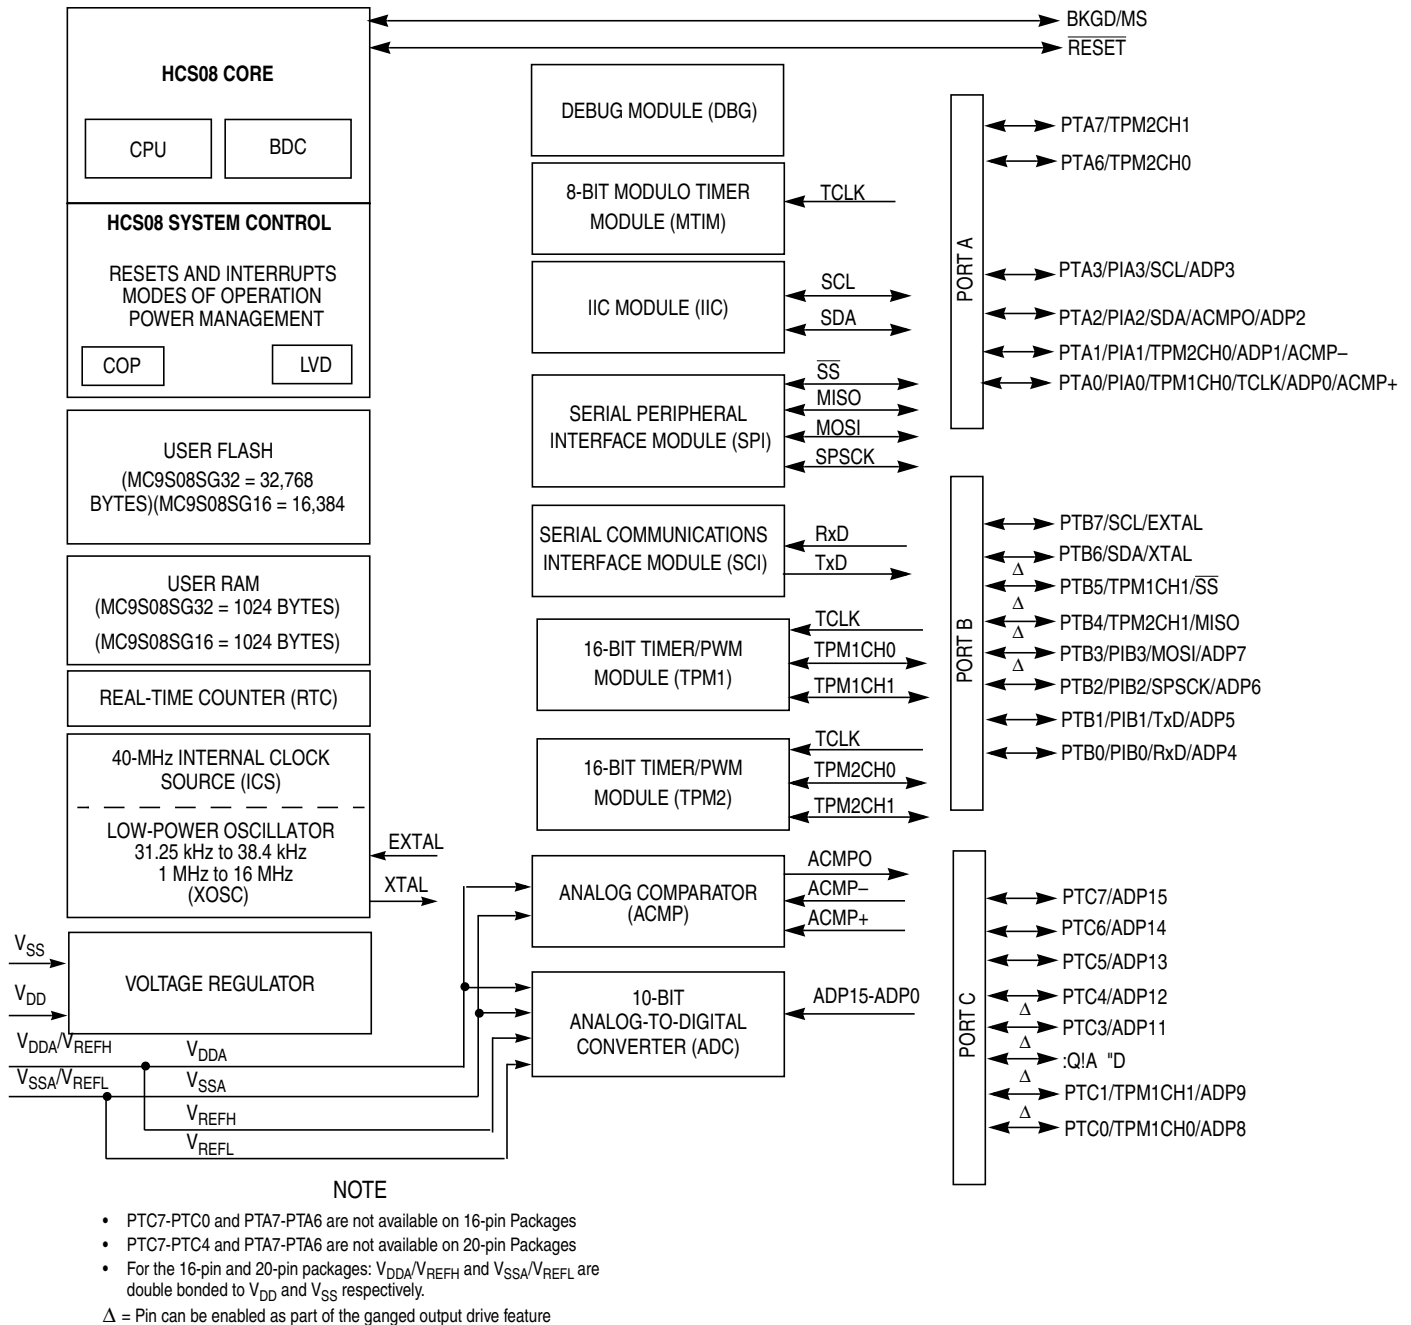 BKGD/MS
RESET
HCS08 CORE
CPU
BDC
HCS08 SYSTEM CONTROL
RESETS AND INTERRUPTS
MODES OF OPERATION
POWER MANAGEMENT
COP
LVD
USER FLASH
(MC9S08SG32 = 32,768
BYTES)(MC9S08SG16 = 16,384
USER RAM
(MC9S08SG32 = 1024 BYTES)
(MC9S08SG16 = 1024 BYTES)
REAL-TIME COUNTER (RTC)
40-MHz INTERNAL CLOCK
SOURCE (ICS)
LOW-POWER OSCILLATOR
31.25 kHz to 38.4 kHz
1 MHz to 16 MHz
(XOSC)
EXTAL
XTAL
VSS
VDD
VOLTAGE REGULATOR
VDDA/VREFH
VSSA/VREFL
VDDA
VSSA
VREFH
VREFL
DEBUG MODULE (DBG)
8-BIT MODULO TIMER
MODULE (MTIM)
TCLK
IIC MODULE (IIC)
SCL
SDA
SERIAL PERIPHERAL
INTERFACE MODULE (SPI)
SS
MISO
MOSI
SPSCK
SERIAL COMMUNICATIONS
INTERFACE MODULE (SCI)
RxD
TxD
16-BIT TIMER/PWM
MODULE (TPM1)
TCLK
TPM1CH0
TPM1CH1
16-BIT TIMER/PWM
MODULE (TPM2)
TCLK
TPM2CH0
TPM2CH1
ANALOG COMPARATOR
(ACMP)
ACMPO
ACMP–
ACMP+
10-BIT
ANALOG-TO-DIGITAL
CONVERTER (ADC)
ADP15-ADP0
PORT A
PTA7/TPM2CH1
PTA6/TPM2CH0
PTA3/PIA3/SCL/ADP3
PTA2/PIA2/SDA/ACMPO/ADP2
PTA1/PIA1/TPM2CH0/ADP1/ACMP–
PTA0/PIA0/TPM1CH0/TCLK/ADP0/ACMP+
PORT B
PTB7/SCL/EXTAL
PTB6/SDA/XTAL
Δ
PTB5/TPM1CH1/SS
Δ
PTB4/TPM2CH1/MISO
Δ
PTB3/PIB3/MOSI/ADP7
Δ
PTB2/PIB2/SPSCK/ADP6
PTB1/PIB1/TxD/ADP5
PTB0/PIB0/RxD/ADP4
PORT C
PTC7/ADP15
PTC6/ADP14
PTC5/ADP13
PTC4/ADP12
Δ
PTC3/ADP11
Δ
:Q!A "D
Δ
PTC1/TPM1CH1/ADP9
Δ
PTC0/TPM1CH0/ADP8
NOTE
• PTC7-PTC0 and PTA7-PTA6 are not available on 16-pin Packages
• PTC7-PTC4 and PTA7-PTA6 are not available on 20-pin Packages
• For the 16-pin and 20-pin packages: VDDA/VREFH and VSSA/VREFL are
double bonded to VDD and VSS respectively.
Δ = Pin can be enabled as part of the ganged output drive feature